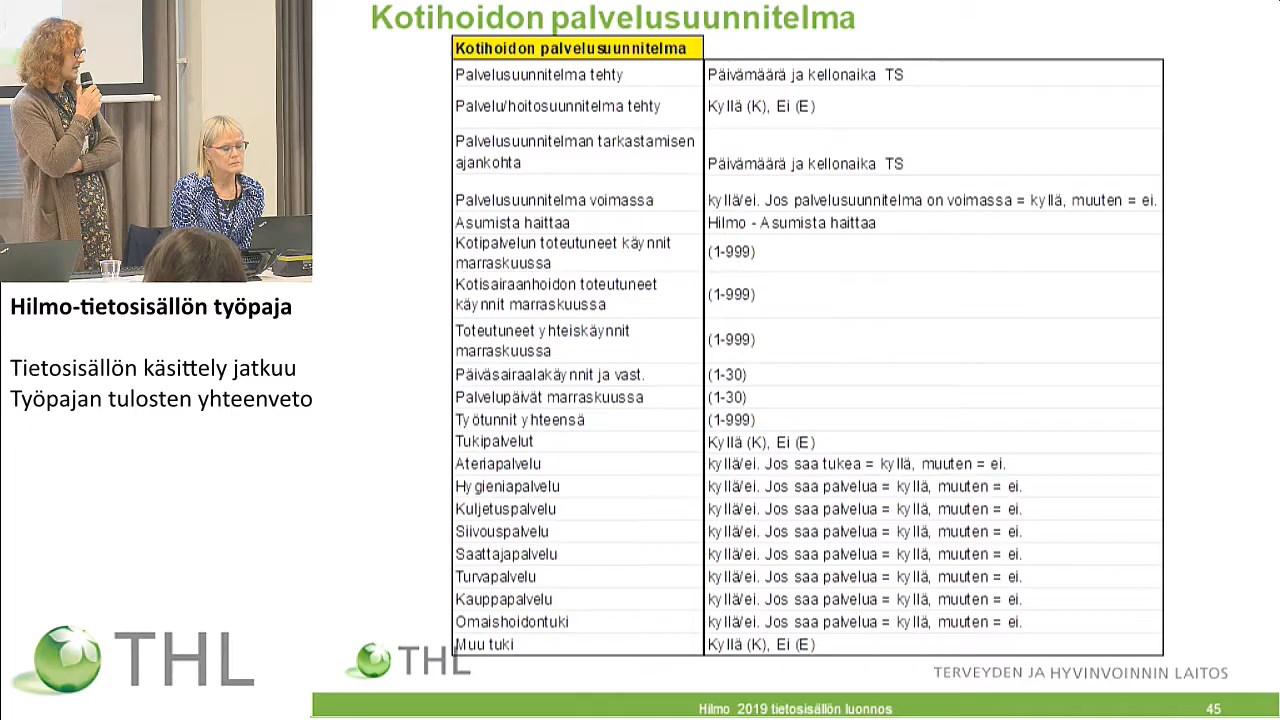 Kotihoidon palvelusuunnitelma
Kotihoidon palvelusuunnitelma
Palvelusuunnitelma tehty Päivämäärä ja kellonaika TS
Palvelu/hoitosuunnitelma tehty Kyllä (K), Ei (E)
Palvelusuunnitelman tarkastamisen
ajankohta Päivämäärä ja kellonaika TS
Palvelusuunnitelma voimassa kyllä/ei. Jos palvelusuunnitelma on voimassa = kyllä, muuten = ei.
Asumista haittaa Hilmo - Asumista haittaa
Kotipalvelun toteutuneet käynnit
marraskuussa (1-999)
Kotisairaanhoidon toteutuneet
käynnit marraskuussa (1-999)
Toteutuneet yhteiskäynnit
marraskuussa (1-999)
Päiväsairaalakäynnit ja vast. (1-30)
Palvelupäivät marraskuussa (1-30)
Työtunnit yhteensä (1-999)
Tukipalvelut Kyllä (K), Ei (E)
Ateriapalvelu kyllä/ei. Jos saa tukea = kyllä, muuten = ei.
Hygieniapalvelu kyllä/ei. Jos saa palvelua = kyllä, muuten = ei.
Kuljetuspalvelu kyllä/ei. Jos saa palvelua = kyllä, muuten = ei.
Siivouspalvelu kyllä/ei. Jos saa palvelua = kyllä, muuten = ei.
Saattajapalvelu kyllä/ei. Jos saa palvelua = kyllä, muuten = ei.
Turvapalvelu kyllä/ei. Jos saa palvelua = kyllä, muuten = ei.
Kauppapalvelu kyllä/ei. Jos saa palvelua = kyllä, muuten = ei.
Omaishoidontuki kyllä/ei. Jos saa palvelua = kyllä, muuten = ei.
Muu tuki Kyllä (K), Ei (E)
THL
TERVEYDEN JA HYVINVOINNIN LAITOS
Hilmo 2019 tietosisällön luonnos 45
Hilmo-tietosisällön työpaja
Tietosisällön käsittely jatkuu
Työpajan tulosten yhteenveto
THL